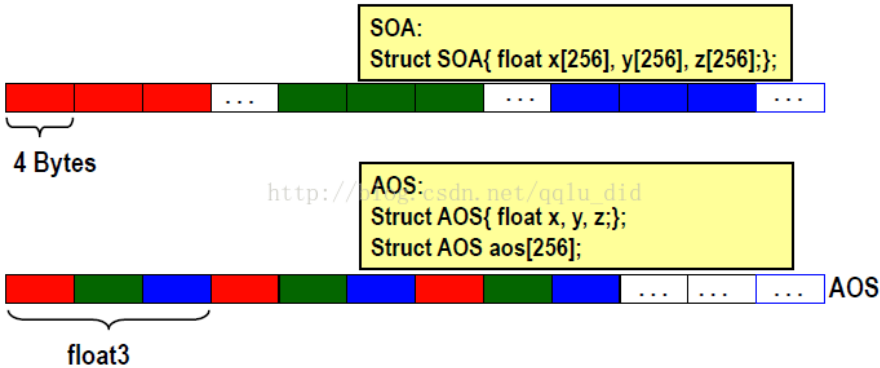 SOA:
Struct SOA{ float x[256], y[256], z[256];};
...
...
...
4 Bytes
http://blog.csdn.net/qqlu_did
AOS:
Struct AOS{ float x, y, z;};
Struct AOS aos[256];
... ... ... AOS
float3